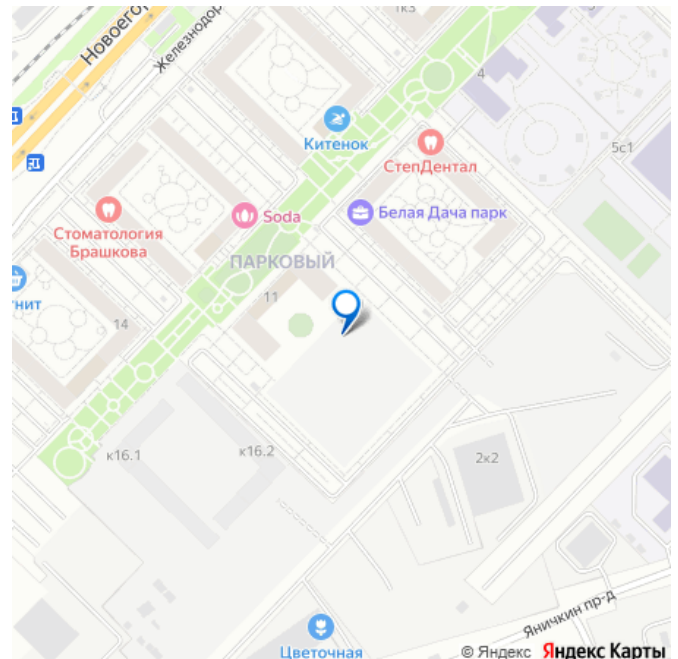 1к3
Новоегор
Железнодор
4
Китенок
5с1
СтепДентал
Soda
Белая Дача парк
Стоматология
Брашкова
ПАРКОВЫЙ
гнит
11
14
к16.1
к16.2
2к2
Яничкин пр-д
Цветочная
© Яндекс Яндекс Карты